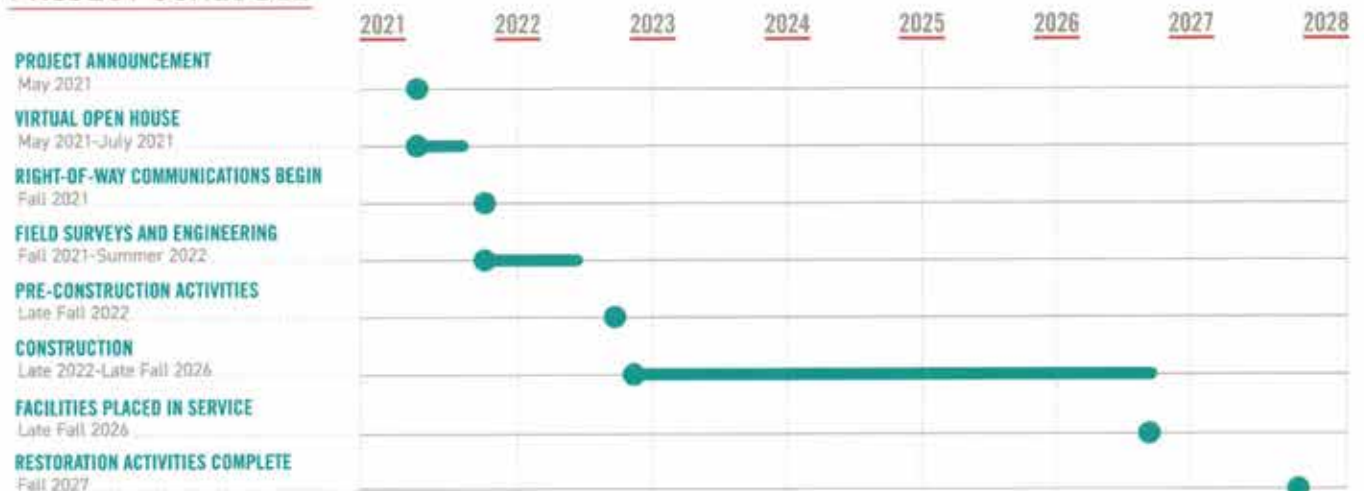 2021 2022 2023 2024 2025 2026 2027 2028
PROJECT ANNOUNCEMENT
May 2021
VIRTUAL OPEN HOUSE
May 2021-July 2021
RIGHT-OF-WAY COMMUNICATIONS BEGIN
Fall 2021
FIELD SURVEYS AND ENGINEERING
Fall 2021-Summer 2022
PRE-CONSTRUCTION ACTIVITIES
Late Fall 2022
CONSTRUCTION
Late 2022-Late Fall 2026
FACILITIES PLACED IN SERVICE
Late Fall 2026
RESTORATION ACTIVITIES COMPLETE
Fall 2027